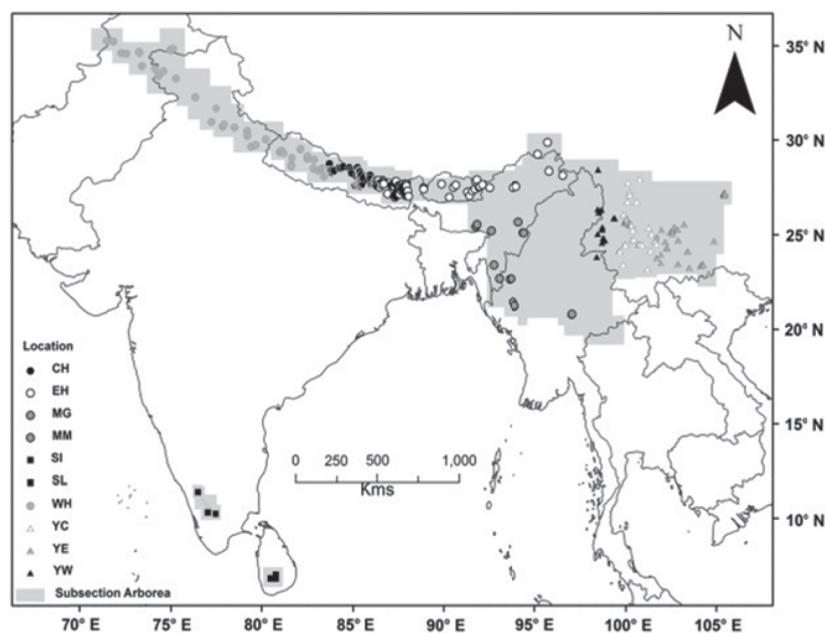 N
35° N
30° N
25° N
20° N
15° N
10° N
Location
CH
EH
MG
MM
SI
SL
WH
YC
YE
YW
Subsection Arborea
0 250 500 1,000
Kms
70° E 75° E 80° E 85° E 90° E 95° E 100° E 105° E